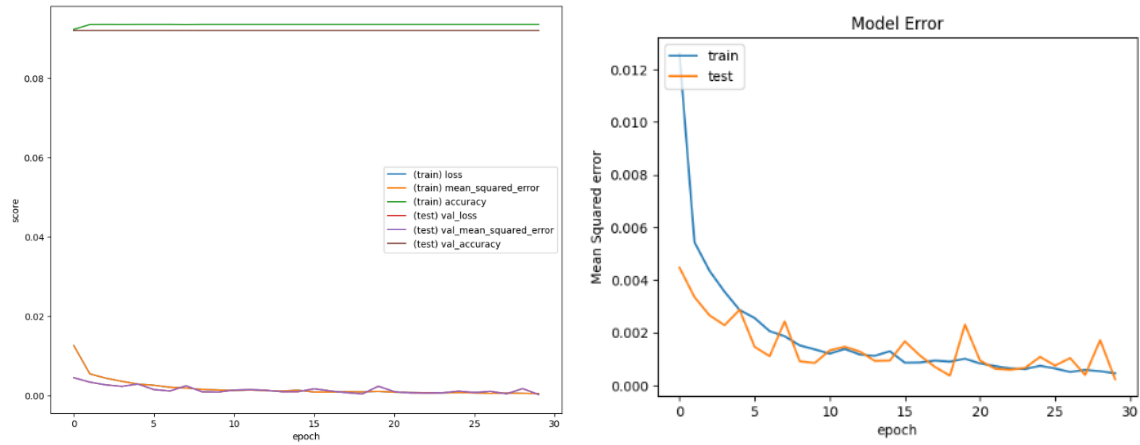 0.08
0.06
0.04
0.02
0.00
score
0 5 10 15 20 25 30
epoch
(train) loss
(train) mean_squared_error
(train) accuracy
(test) val_loss
(test) val_mean_squared_error
(test) val_accuracy
Model Error
0.012
0.010
0.008
0.006
0.004
0.002
0.000
Mean Squared error
0 5 10 15 20 25 30
epoch
train
test